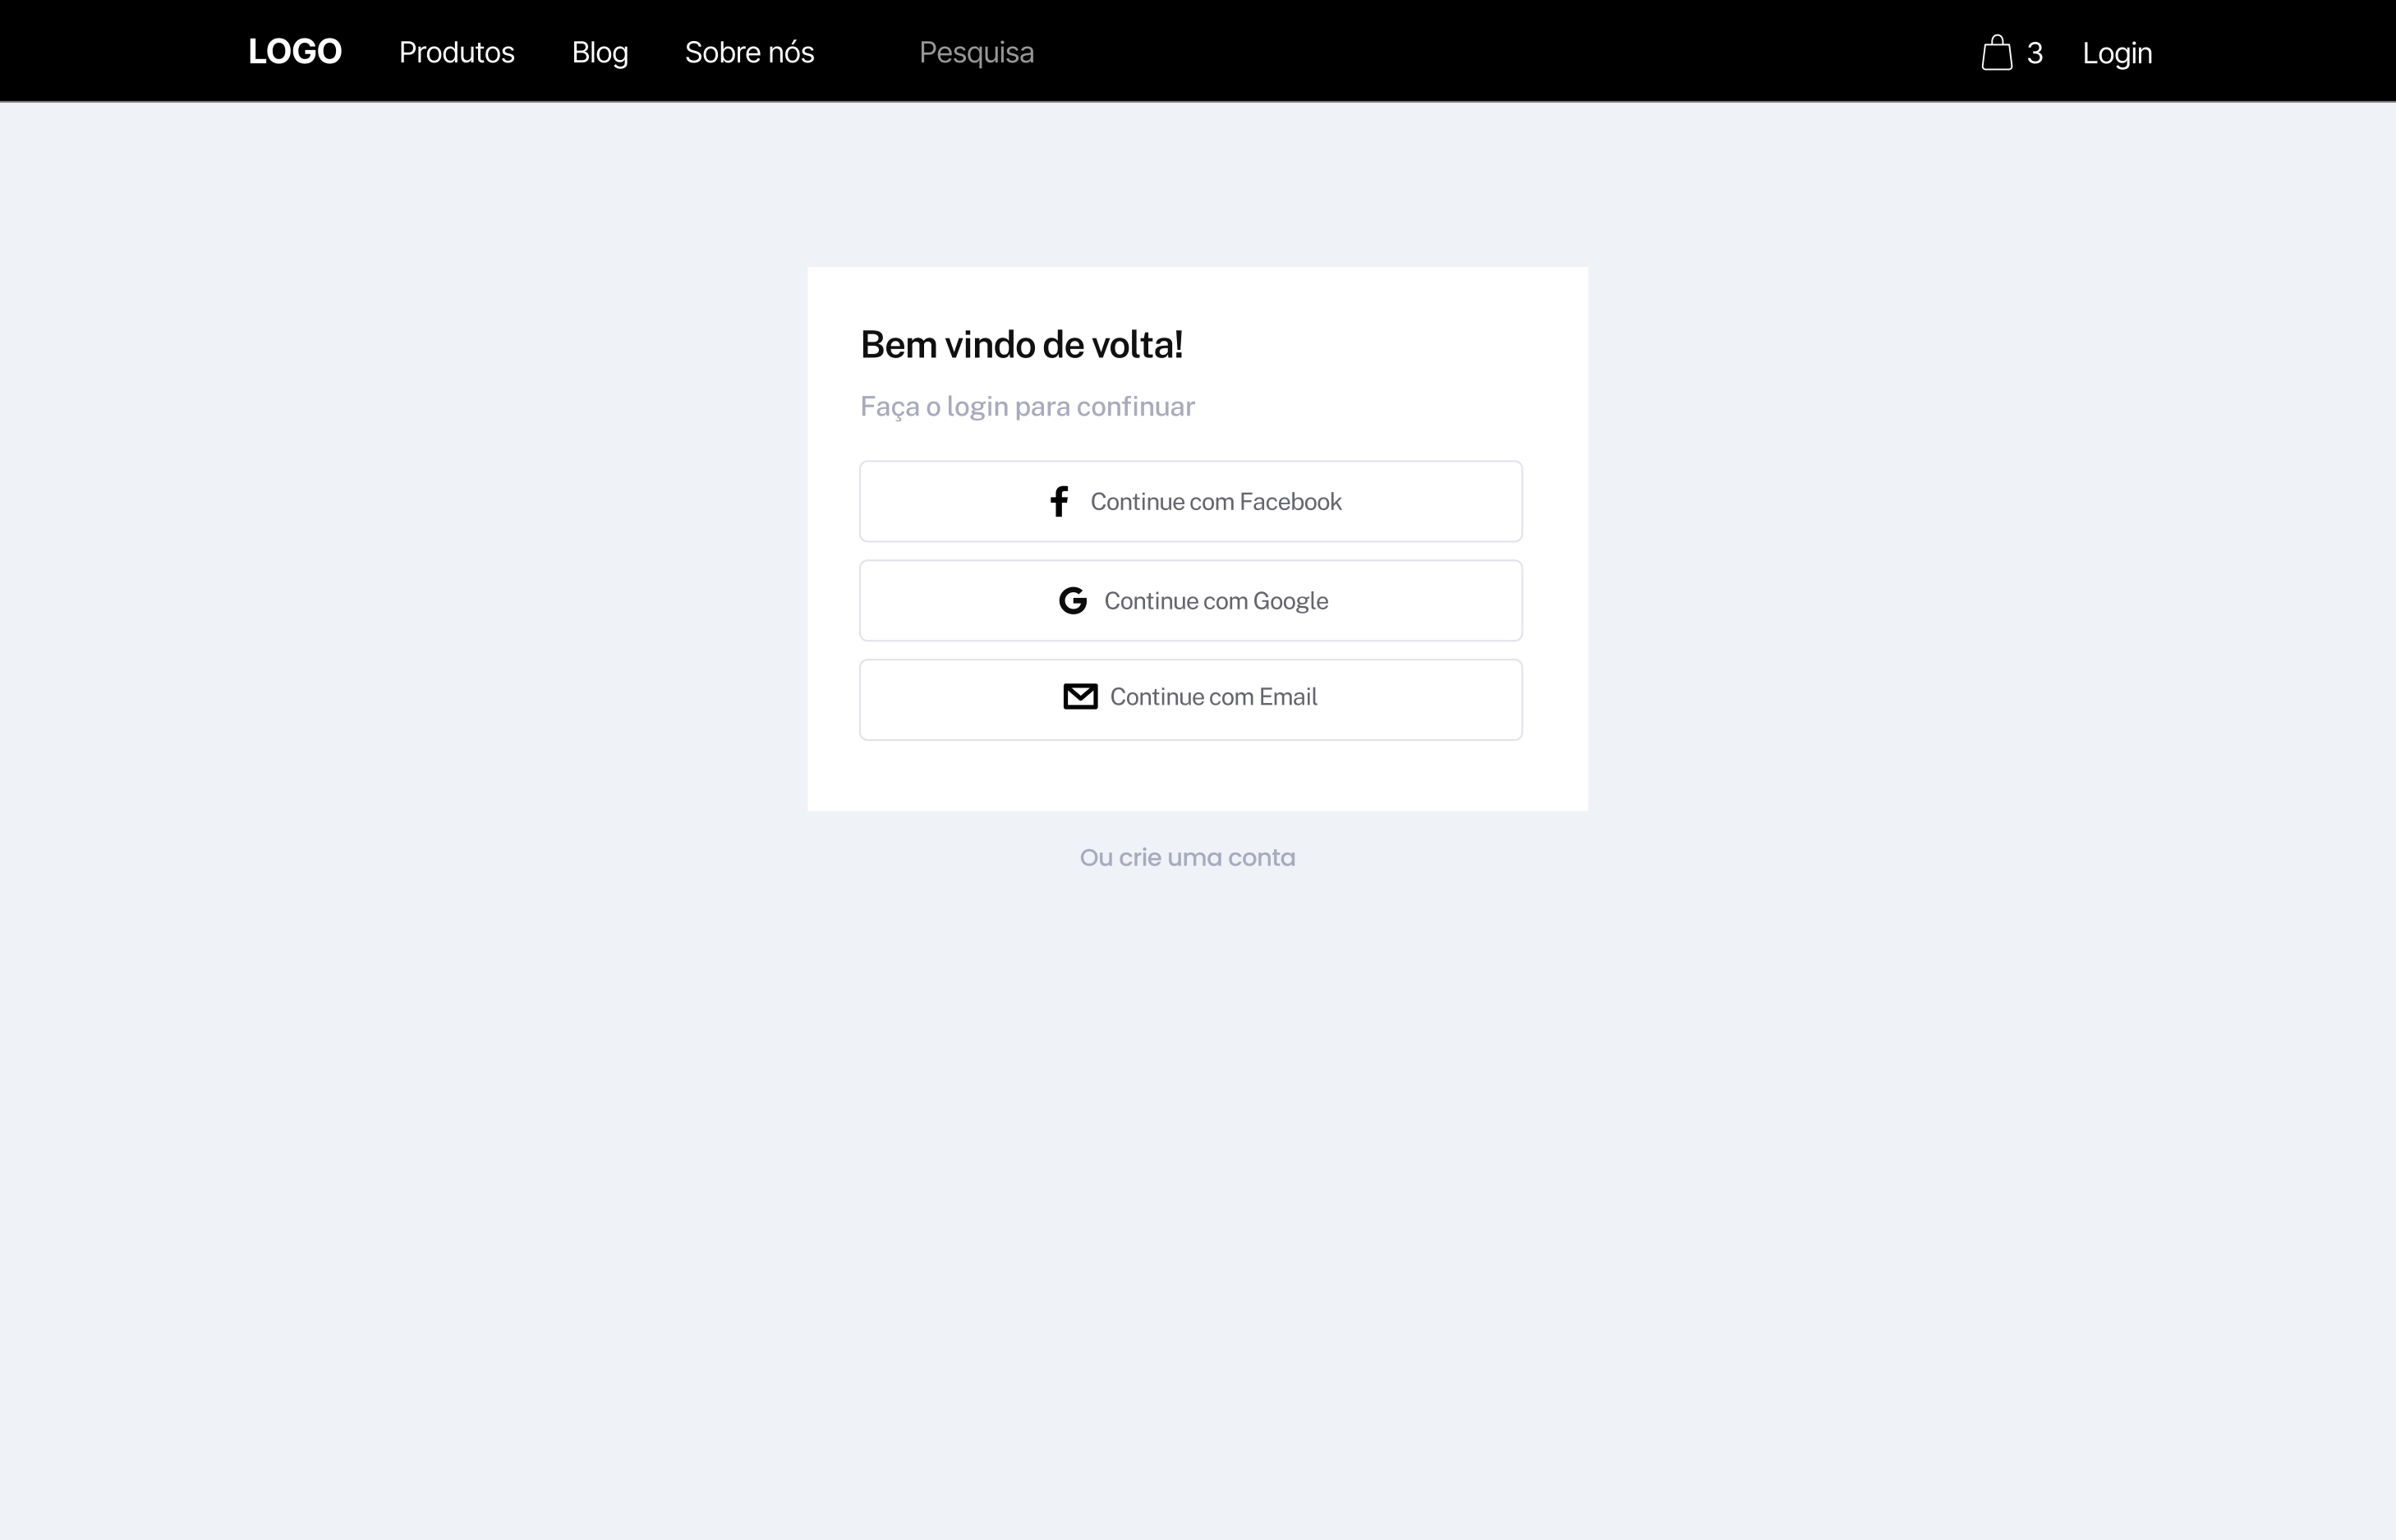 LOGO Produtos Blog Sobre nós Pesquisa 3 Login
Bem vindo de volta!
Faça o login para continuar
Continue com Facebook
Continue com Google
Continue com Email
Ou crie uma conta